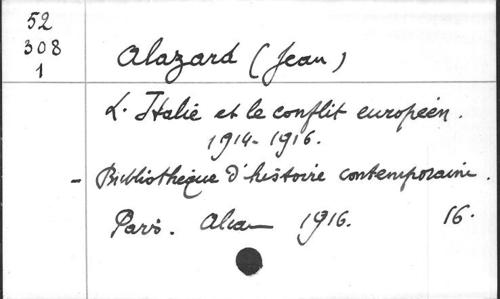 52
308
1
Alazard (Jean)
L'Italie et le conflit européen.
1914-1916.
- Bibliothèque d'histoire contemporaine.
Paris. Alcan 1916. 16.